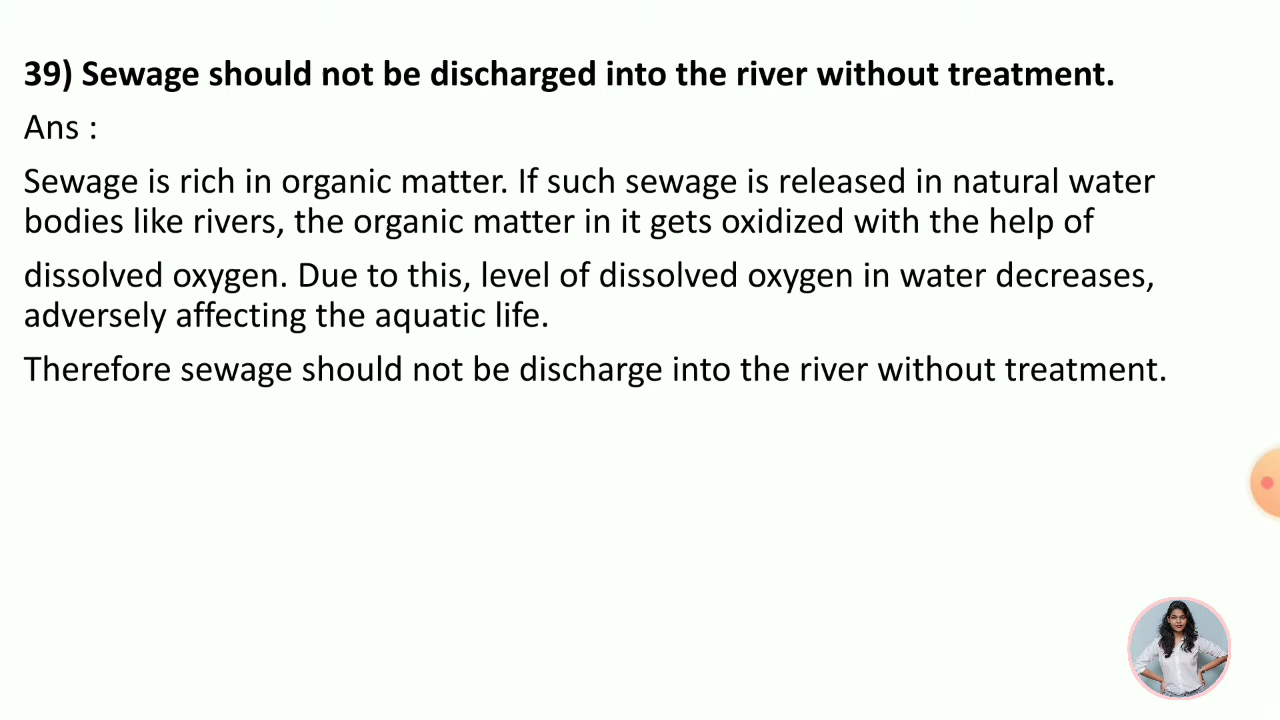 39) Sewage should not be discharged into the river without treatment.
Ans :
Sewage is rich in organic matter. If such sewage is released in natural water
bodies like rivers, the organic matter in it gets oxidized with the help of
dissolved oxygen. Due to this, level of dissolved oxygen in water decreases,
adversely affecting the aquatic life.
Therefore sewage should not be discharge into the river without treatment.